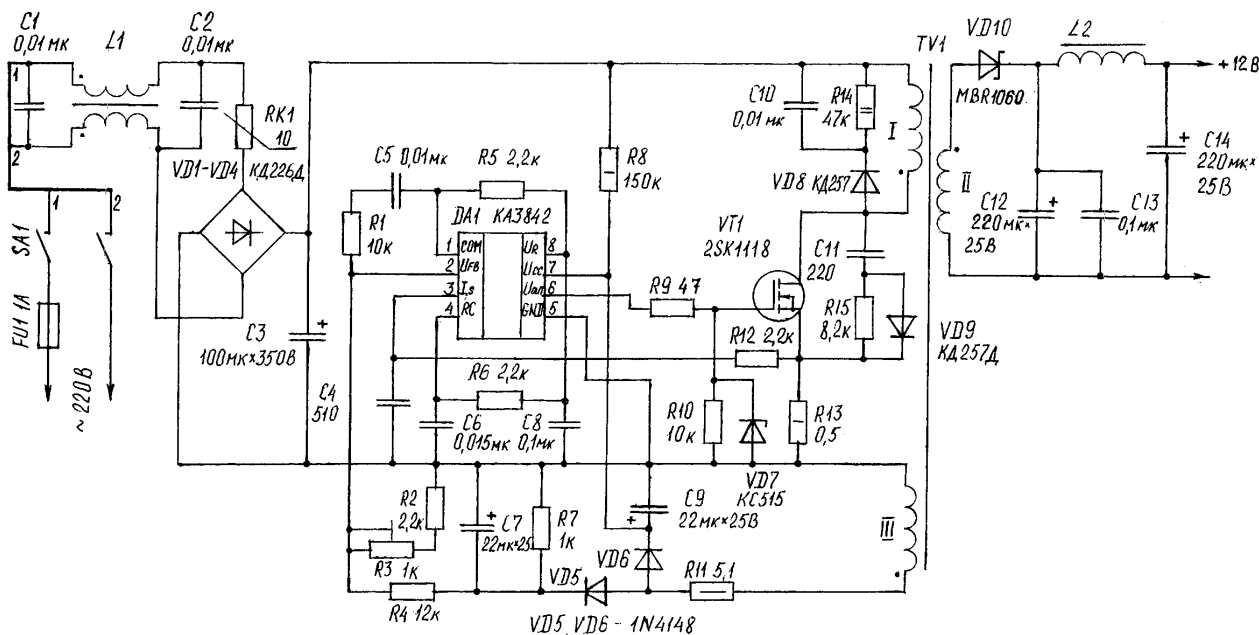 C1
0,01 мк
L1
C2
0,01мк
1
2
RK1
10
VD1-VD4 КД226Д
1
2
SA1
FU1 1A
~ 220В
C3
100мк×350В
C4
510
C5 0,01мк
R5 2,2к
R1
10к
DA1 KA3842
1 COM
2 UFB
3 Is
4 RC
UR 8
Ucc 7
6
GND 5
R6 2,2к
C6
0,015мк
C8
0,1мк
R8
150к
R9 47
VT1
2SK1118
R12 2,2к
R10
10к
VD7
КС515
R13
0,5
C10
0,01 мк
R14
47к
VD8 КД257
C11
220
R15
8,2к
VD9
КД257Д
TV1
I
II
III
VD10
MBR1060
L2
+ 12В
C12
220мк×
25В
C13
0,1мк
C14
220мк×
25В
R2
2,2к
R3 1к
R4 12к
C7
22мк×25
R7
1к
C9
22мк×25В
VD5
VD6
R11 5,1
VD5, VD6 - 1N4148